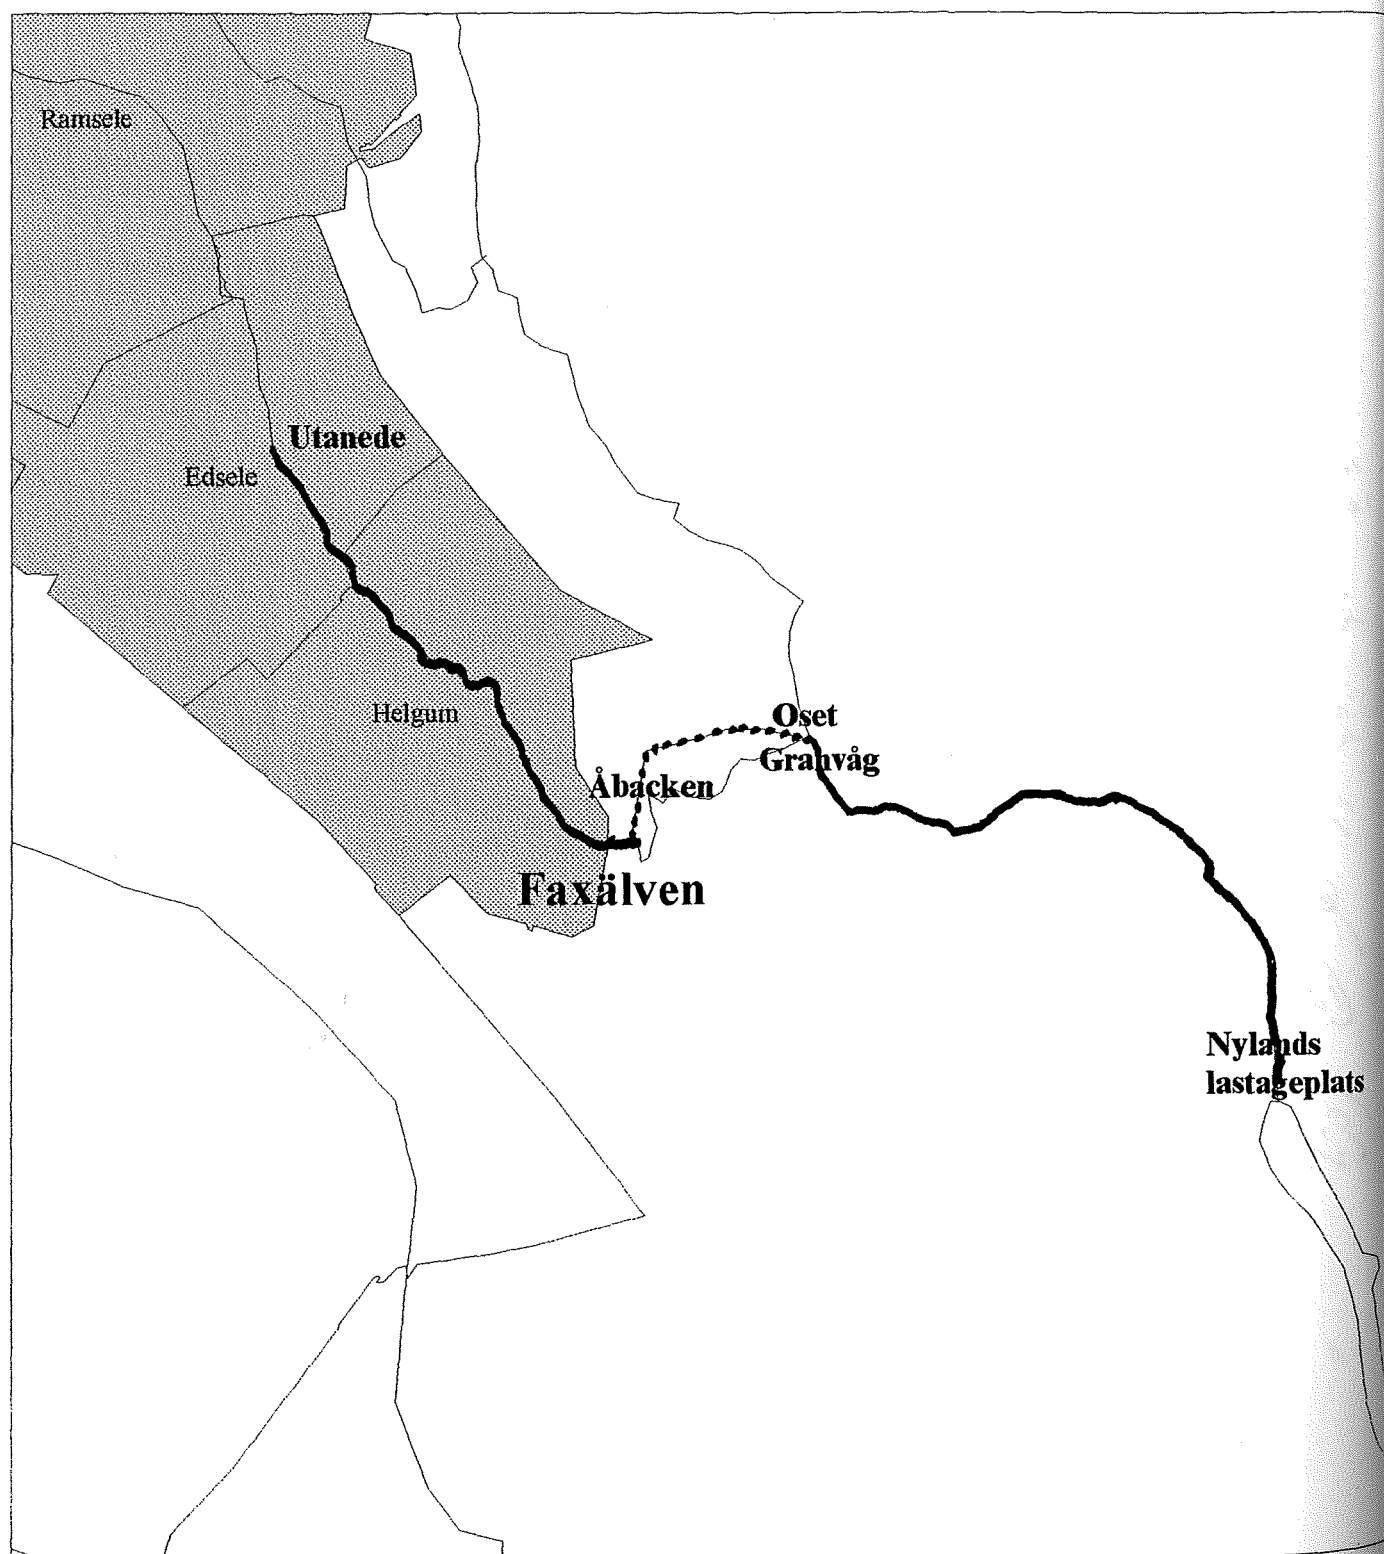 Ramsele
Utanede
Edsele
Helgum
Oset
Granvåg
Åbacken
Faxälven
Nylands
lastageplats